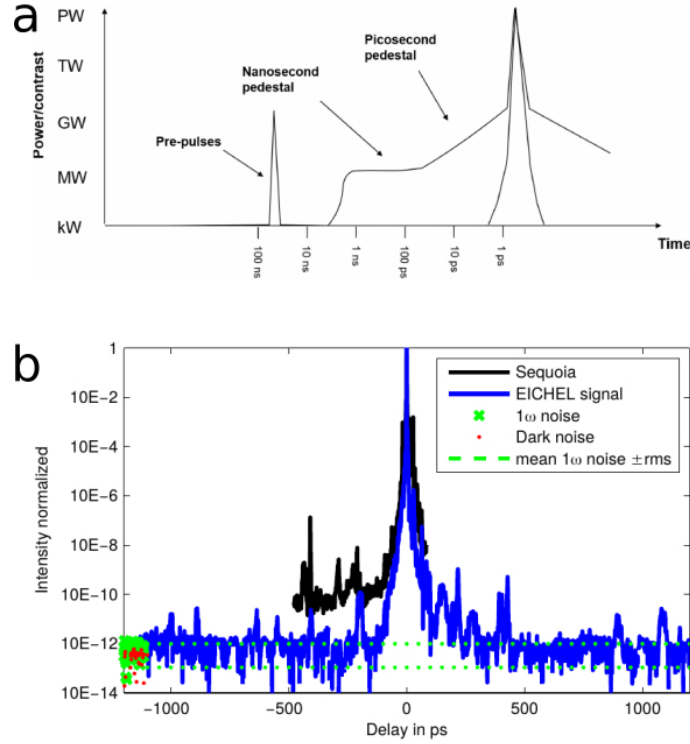 a
Power/contrast
PW
TW
GW
MW
kW
Pre-pulses
Nanosecond
pedestal
Picosecond
pedestal
Time
100 ns
10 ns
1 ns
100 ps
10 ps
1 ps
b
Intensity normalized
1
10E-2
10E-4
10E-6
10E-8
10E-10
10E-12
10E-14
Sequoia
EICHEL signal
1ω noise
Dark noise
mean 1ω noise ±rms
−1000
−500
0
500
1000
Delay in ps